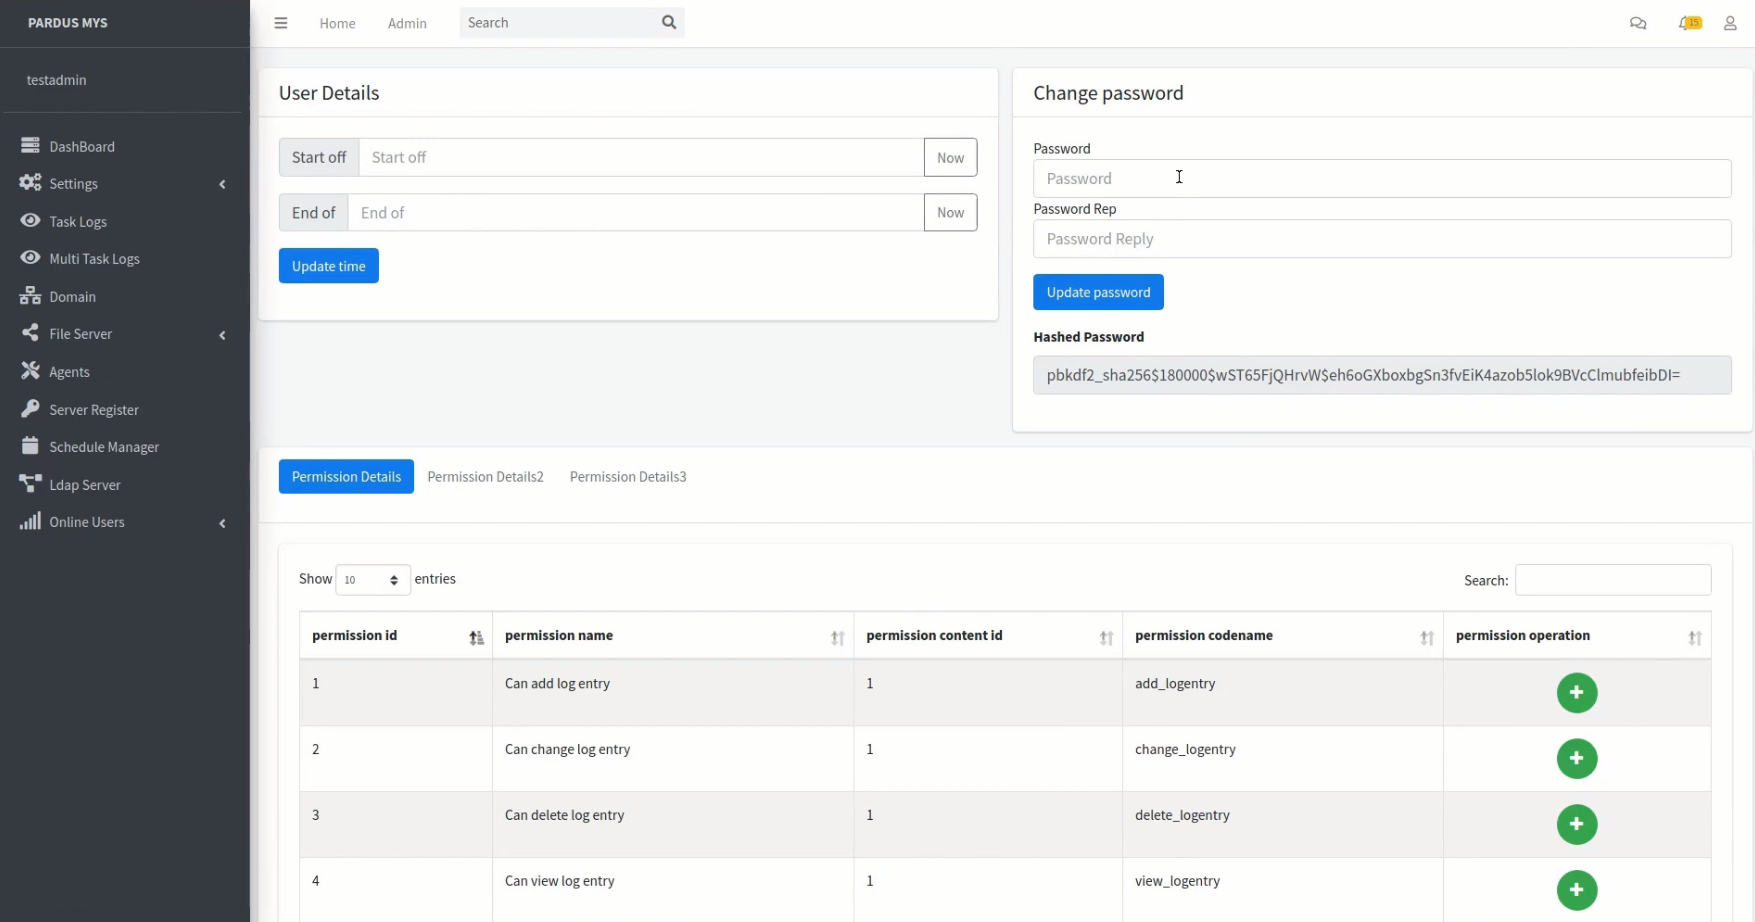 PARDUS MYS
Home
Admin
Search
15
testadmin
DashBoard
Settings
Task Logs
Multi Task Logs
Domain
File Server
Agents
Server Register
Schedule Manager
Ldap Server
Online Users
User Details
Start off Start off Now
End of End of Now
Update time
Change password
Password
Password
Password Rep
Password Reply
Update password
Hashed Password
pbkdf2_sha256$180000$wST65FjQHrvW$eh6oGXboxbgSn3fvEiK4azob5lok9BVcClmubfeibDI=
Permission Details Permission Details2 Permission Details3
Show 10 entries
Search:
permission id permission name permission content id permission codename permission operation
1 Can add log entry 1 add_logentry
2 Can change log entry 1 change_logentry
3 Can delete log entry 1 delete_logentry
4 Can view log entry 1 view_logentry